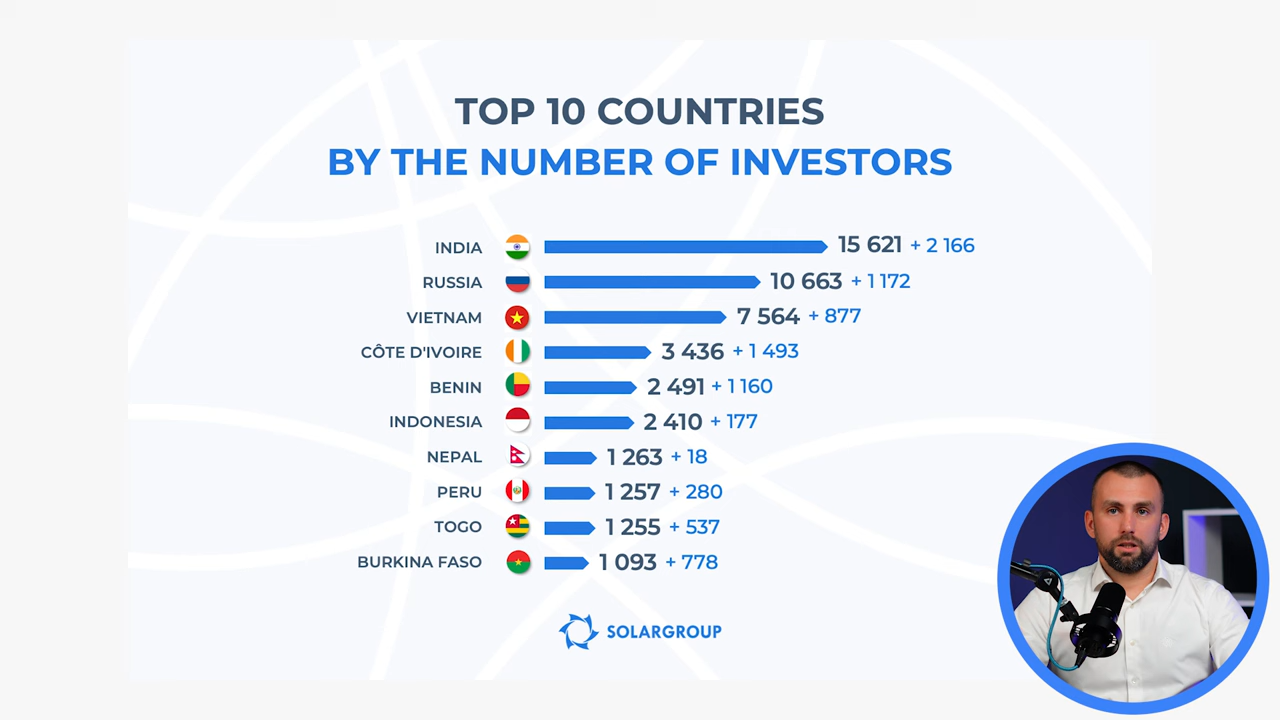 TOP 10 COUNTRIES
BY THE NUMBER OF INVESTORS
INDIA 15 621 + 2 166
RUSSIA 10 663 + 1 172
VIETNAM 7 564 + 877
CÔTE D'IVOIRE 3 436 + 1 493
BENIN 2 491 + 1 160
INDONESIA 2 410 + 177
NEPAL 1 263 + 18
PERU 1 257 + 280
TOGO 1 255 + 537
BURKINA FASO 1 093 + 778
SOLARGROUP